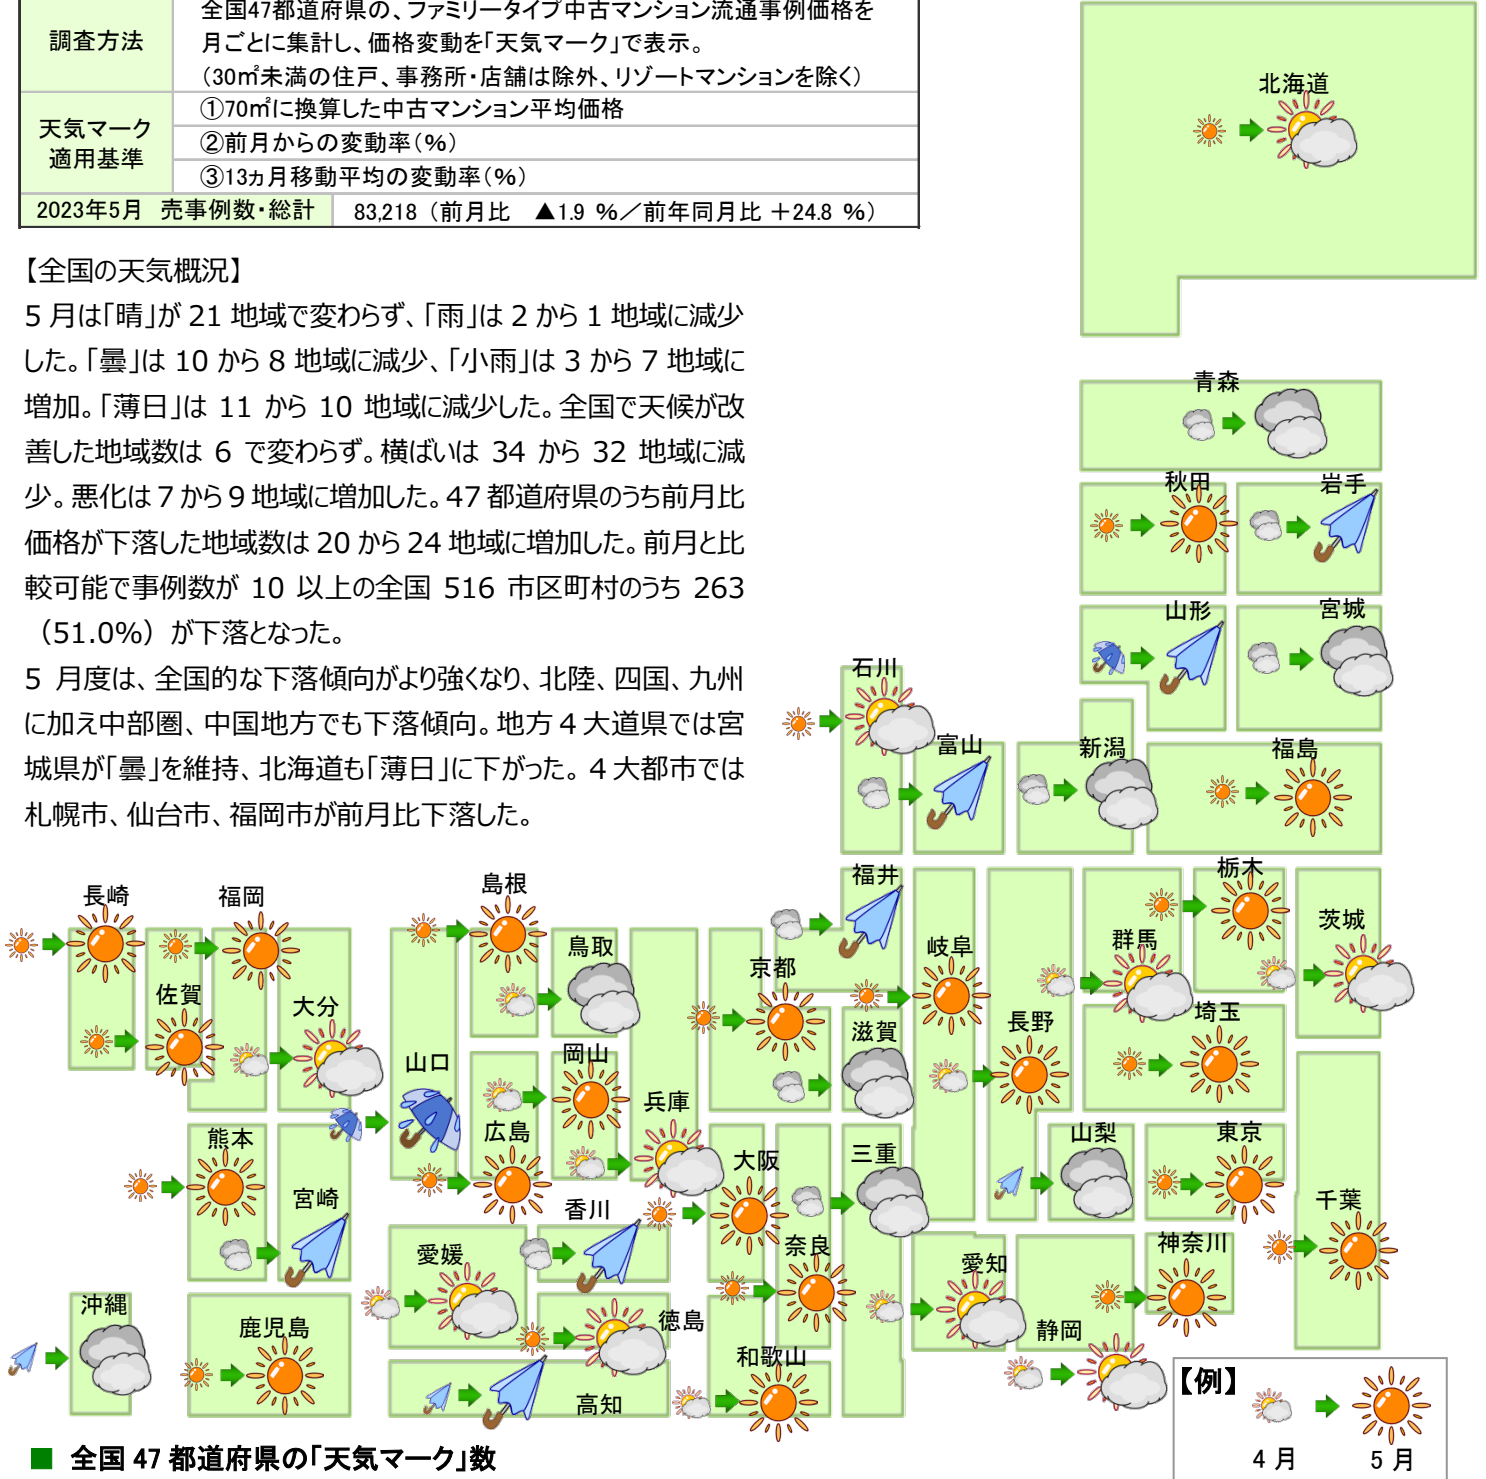 全国47都道府県の、ファミリータイプ中古マンション流通事例価格を
調査方法
月ごとに集計し、価格変動を「天気マーク」で表示。
（30㎡未満の住戸、事務所・店舗は除外、リゾートマンションを除く）
天気マーク
適用基準
①70㎡に換算した中古マンション平均価格
②前月からの変動率（％）
③13ヵ月移動平均の変動率（％）
2023年5月　売事例数・総計
83,218（前月比　▲1.9 ％／前年同月比 ＋24.8 ％）
【全国の天気概況】
5 月は「晴」が 21 地域で変わらず、「雨」は 2 から 1 地域に減少
した。「曇」は 10 から 8 地域に減少、「小雨」は 3 から 7 地域に
増加。「薄日」は 11 から 10 地域に減少した。全国で天候が改
善した地域数は 6 で変わらず。横ばいは 34 から 32 地域に減
少。悪化は 7 から 9 地域に増加した。47 都道府県のうち前月比
価格が下落した地域数は 20 から 24 地域に増加した。前月と比
較可能で事例数が 10 以上の全国 516 市区町村のうち 263
（51.0%）が下落となった。
5 月度は、全国的な下落傾向がより強くなり、北陸、四国、九州
に加え中部圏、中国地方でも下落傾向。地方 4 大道県では宮
城県が「曇」を維持、北海道も「薄日」に下がった。4 大都市では
札幌市、仙台市、福岡市が前月比下落した。
北海道
青森
秋田
岩手
山形
宮城
石川
富山
新潟
福島
長崎
福岡
島根
福井
栃木
茨城
鳥取
岐阜
群馬
佐賀
大分
京都
滋賀
長野
埼玉
山口
岡山
兵庫
熊本
広島
大阪
三重
山梨
東京
宮崎
香川
千葉
愛媛
奈良
愛知
神奈川
沖縄
鹿児島
徳島
静岡
和歌山
高知
【例】
4 月
5 月
■ 全国 47 都道府県の「天気マーク」数